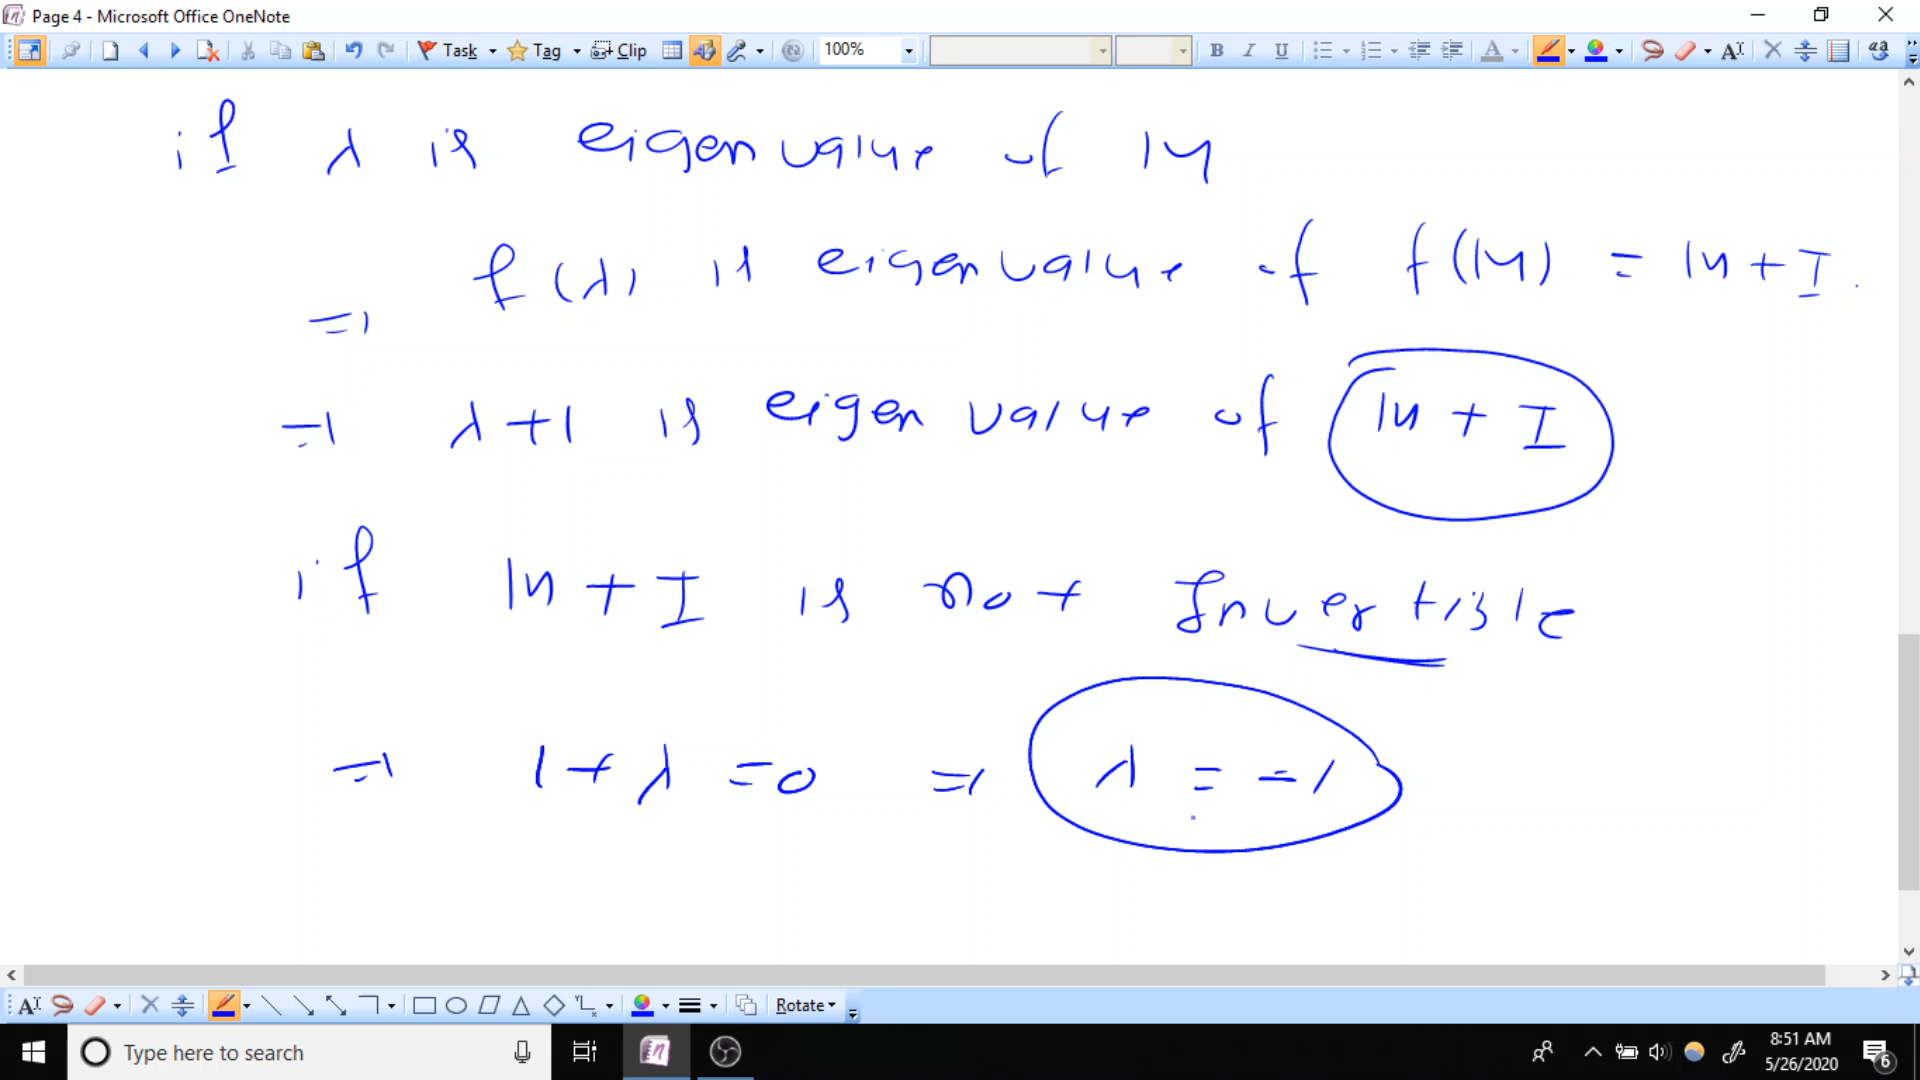 Page 4 - Microsoft Office OneNote
Task Tag Clip 100% B I U A
if λ is eigenvalue of M
⇒ f(λ) is eigenvalue of f(M) = M + I.
⇒ λ+1 is eigen value of M + I
if M + I is not Invertible
⇒ 1 + λ = 0 ⇒ λ = -1
Rotate
Type here to search
8:51 AM
5/26/2020
6